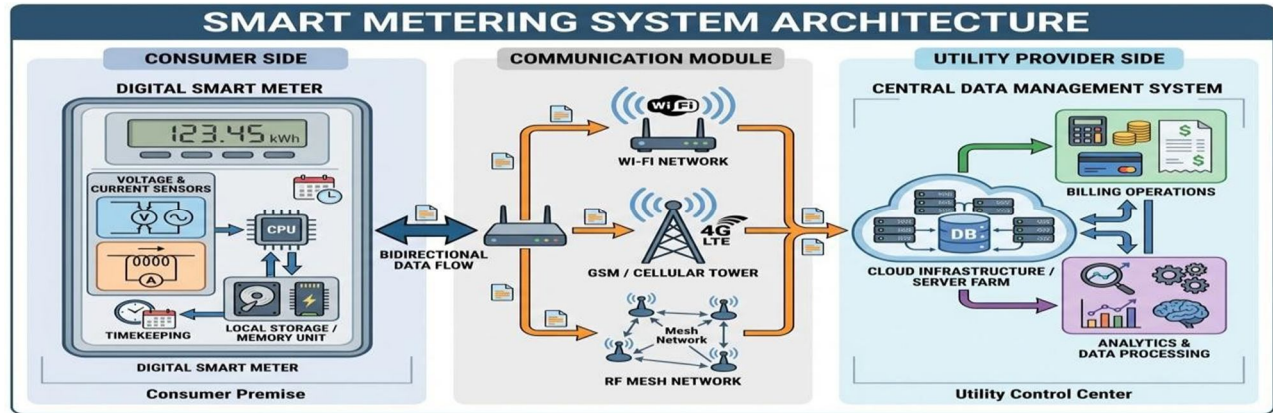 SMART METERING SYSTEM ARCHITECTURE
CONSUMER SIDE
DIGITAL SMART METER
123.45 kWh
VOLTAGE &
CURRENT SENSORS
V
A
CPU
TIMEKEEPING
LOCAL STORAGE /
MEMORY UNIT
DIGITAL SMART METER
Consumer Premise
BIDIRECTIONAL
DATA FLOW
COMMUNICATION MODULE
Wi Fi
WI-FI NETWORK
4G
LTE
GSM / CELLULAR TOWER
Mesh
Network
RF MESH NETWORK
UTILITY PROVIDER SIDE
CENTRAL DATA MANAGEMENT SYSTEM
DB
CLOUD INFRASTRUCTURE /
SERVER FARM
$
$
BILLING OPERATIONS
ANALYTICS &
DATA PROCESSING
Utility Control Center